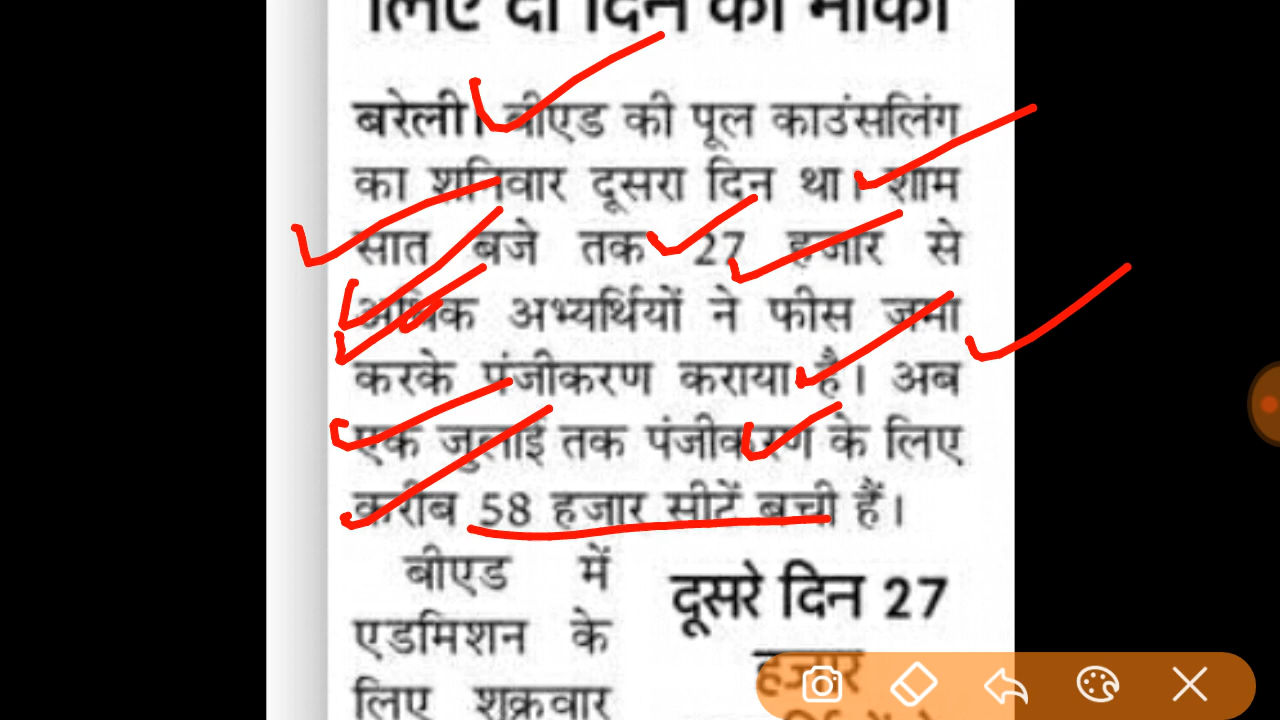 लिए दो दिन का मौका
बरेली। बीएड की पूल काउंसलिंग
का शनिवार दूसरा दिन था। शाम
सात बजे तक 27 हजार से
अधिक अभ्यर्थियों ने फीस जमा
करके पंजीकरण कराया है। अब
एक जुलाई तक पंजीकरण के लिए
करीब 58 हजार सीटें बची हैं।
बीएड में
एडमिशन के
लिए शुक्रवार
दूसरे दिन 27
हजार